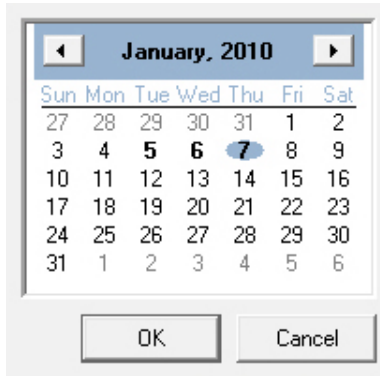 January, 2010
Sun Mon Tue Wed Thu Fri Sat
27 28 29 30 31 1 2
3 4 5 6 7 8 9
10 11 12 13 14 15 16
17 18 19 20 21 22 23
24 25 26 27 28 29 30
31 1 2 3 4 5 6
OK Cancel